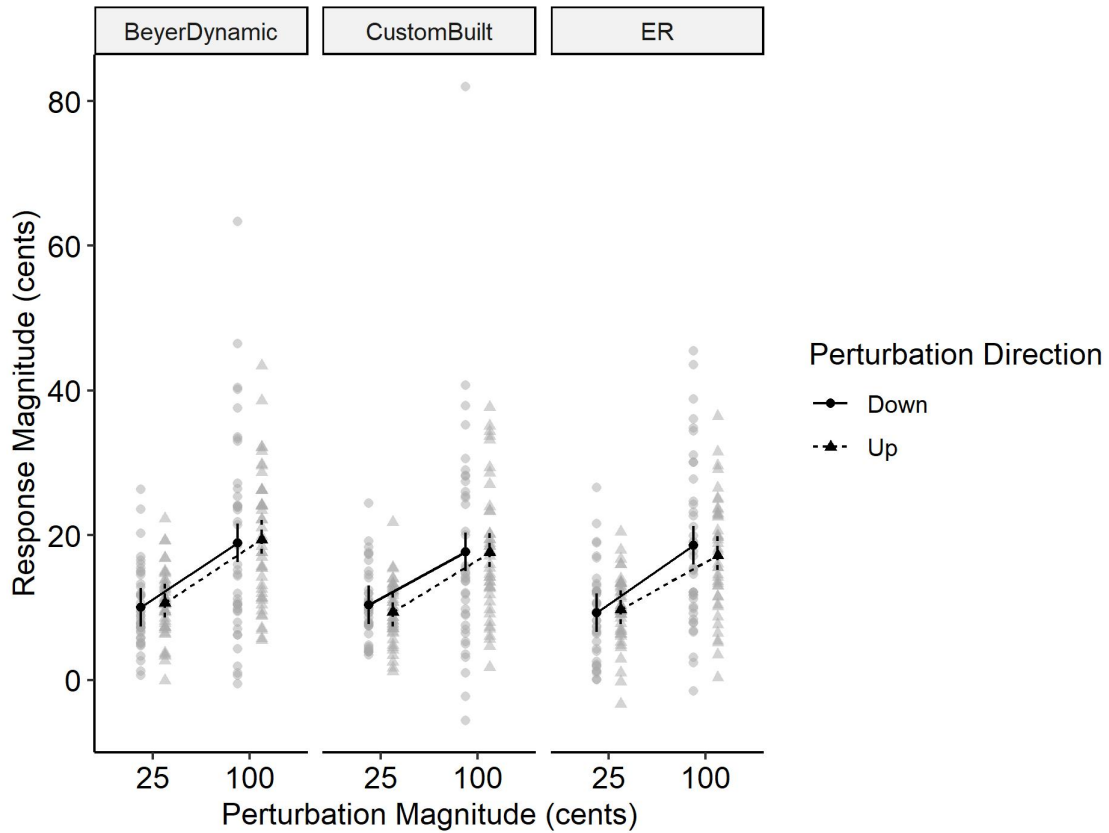 BeyerDynamic CustomBuilt ER
80
60
40
20
0
Response Magnitude (cents)
25 100 25 100 25 100
Perturbation Magnitude (cents)
Perturbation Direction
Down
Up